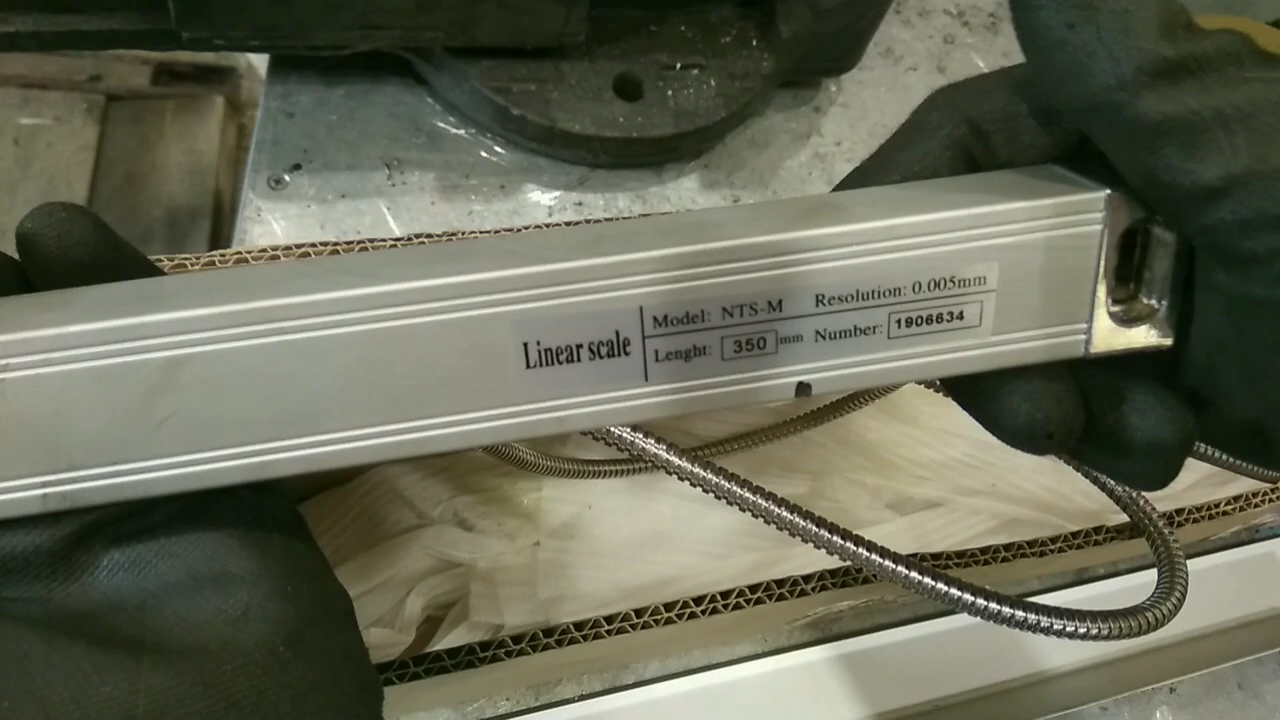 Linear scale
Model: NTS-M Resolution: 0.005mm
Lenght: 350 mm Number: 1906634